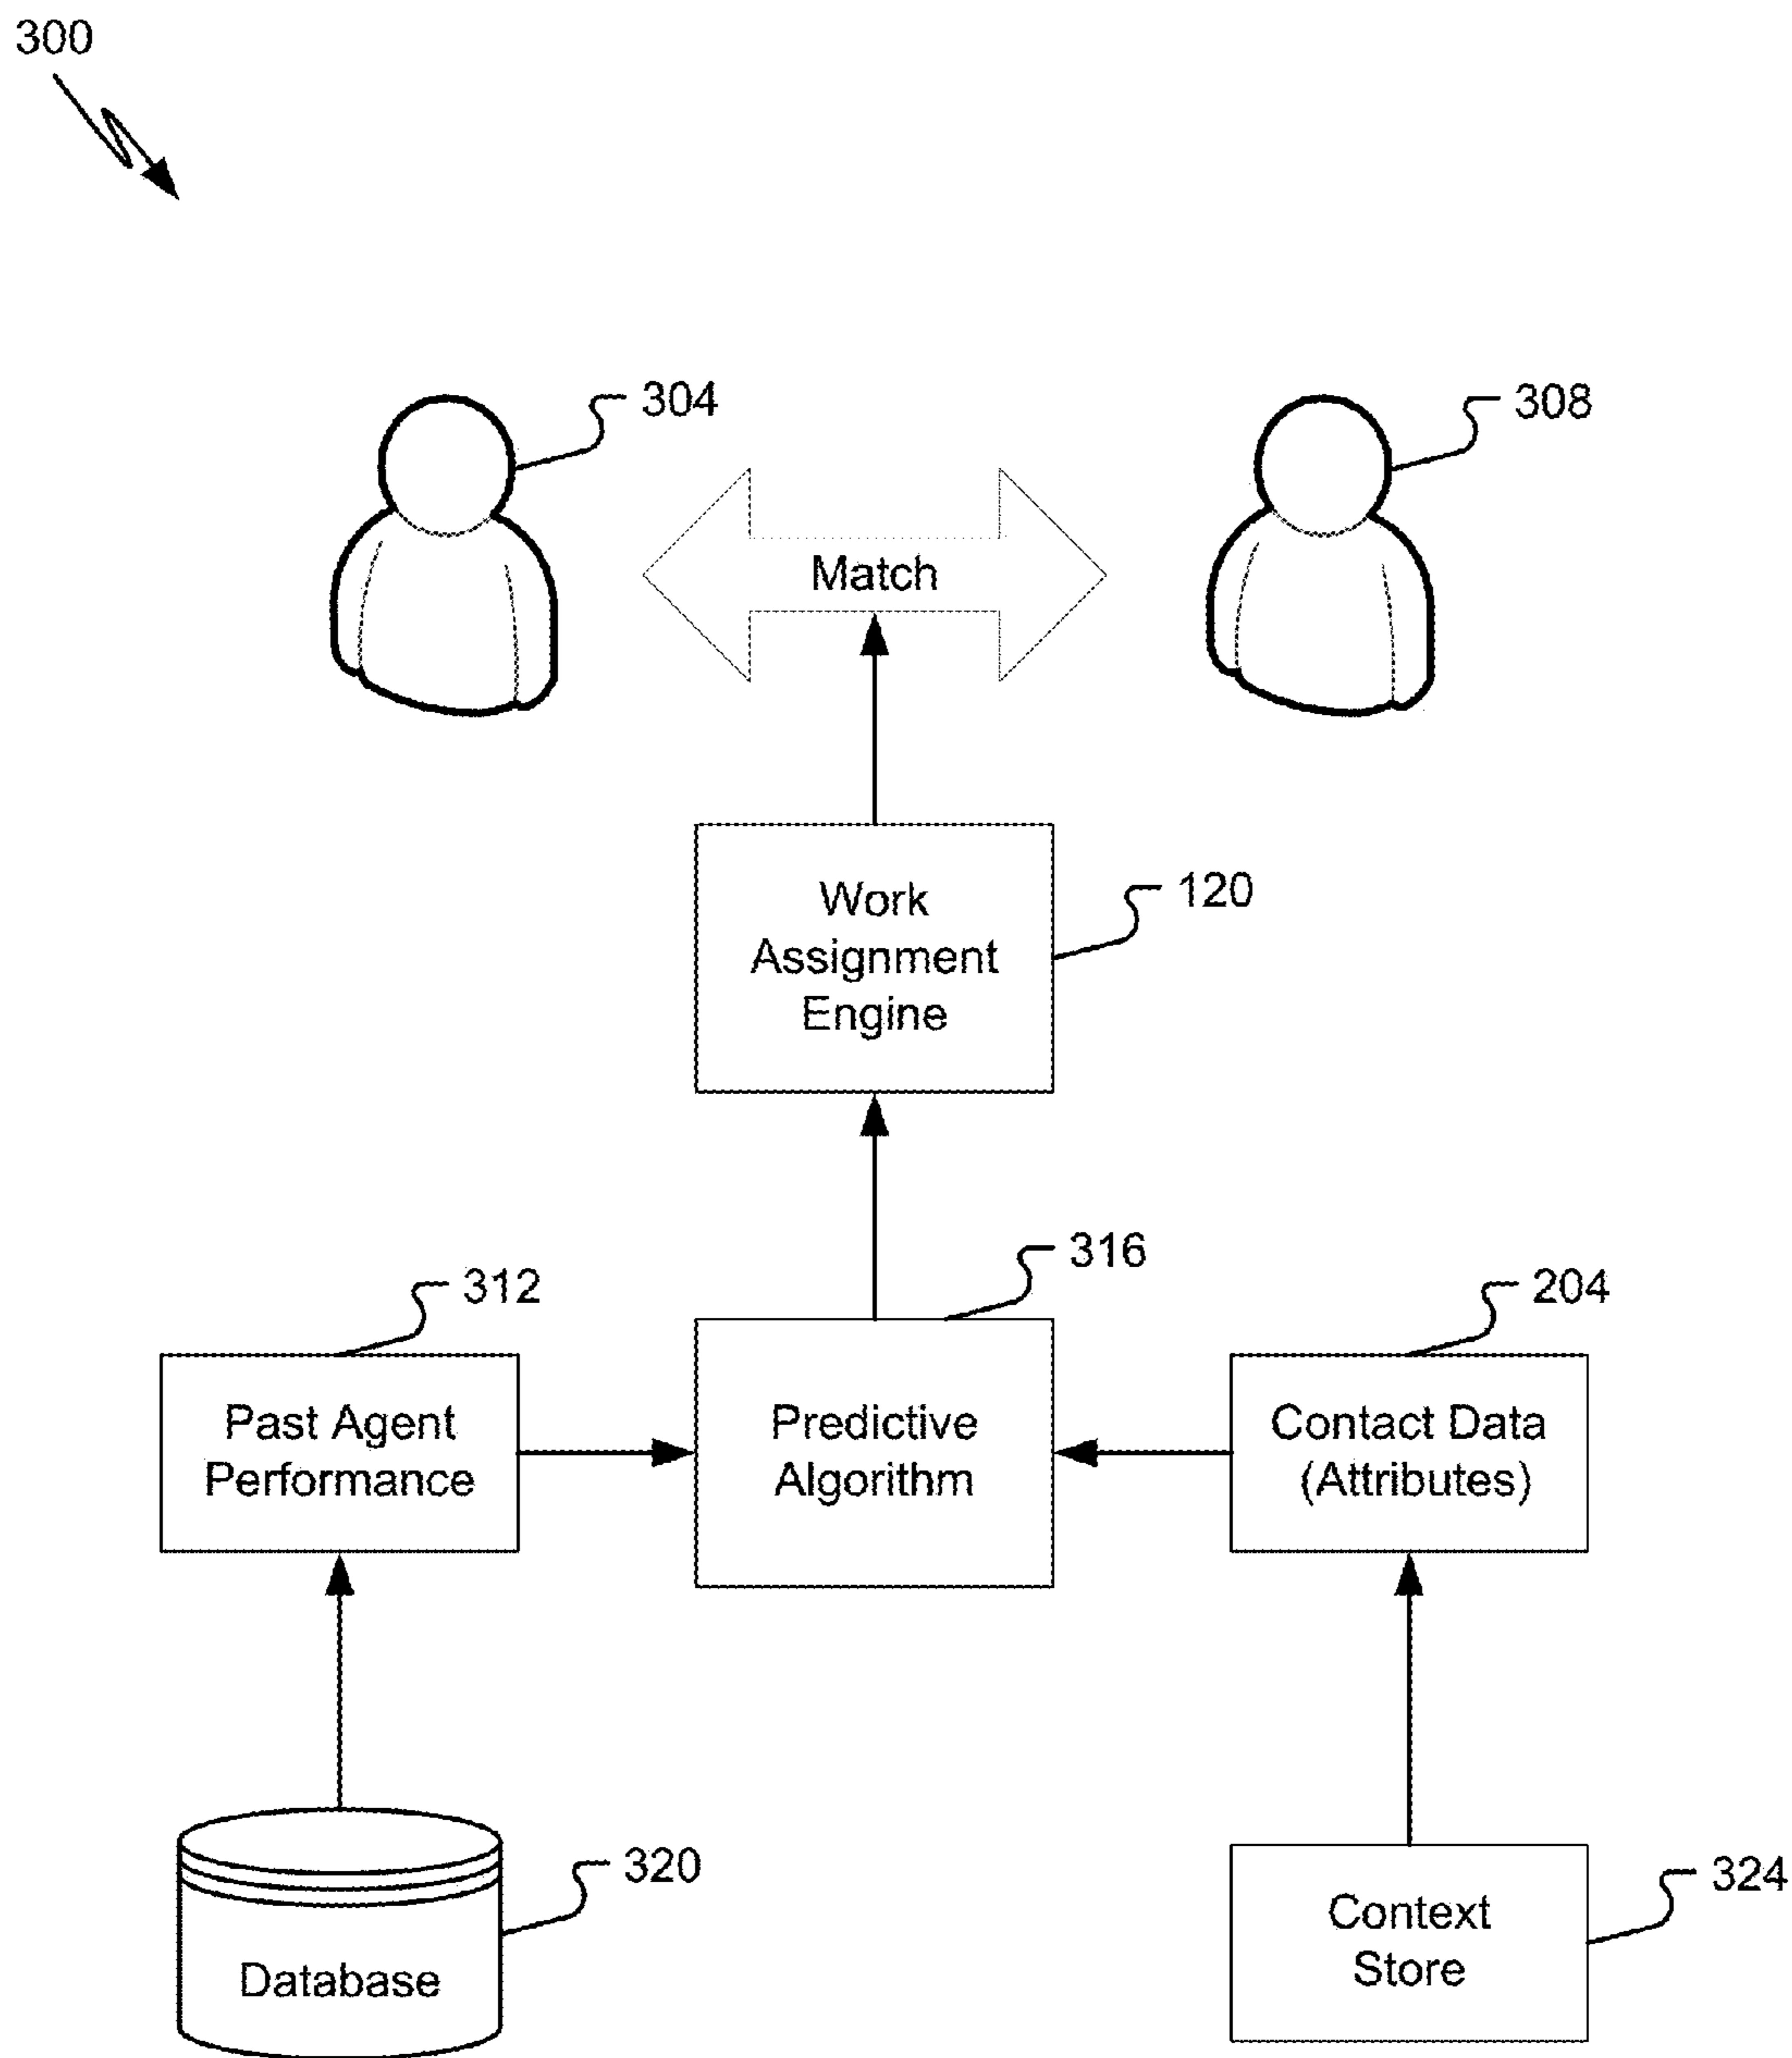 300
304
308
Match
Work
Assignment
Engine
120
316
312
204
Past Agent
Performance
Predictive
Algorithm
Contact Data
(Attributes)
320
Database
324
Context
Store